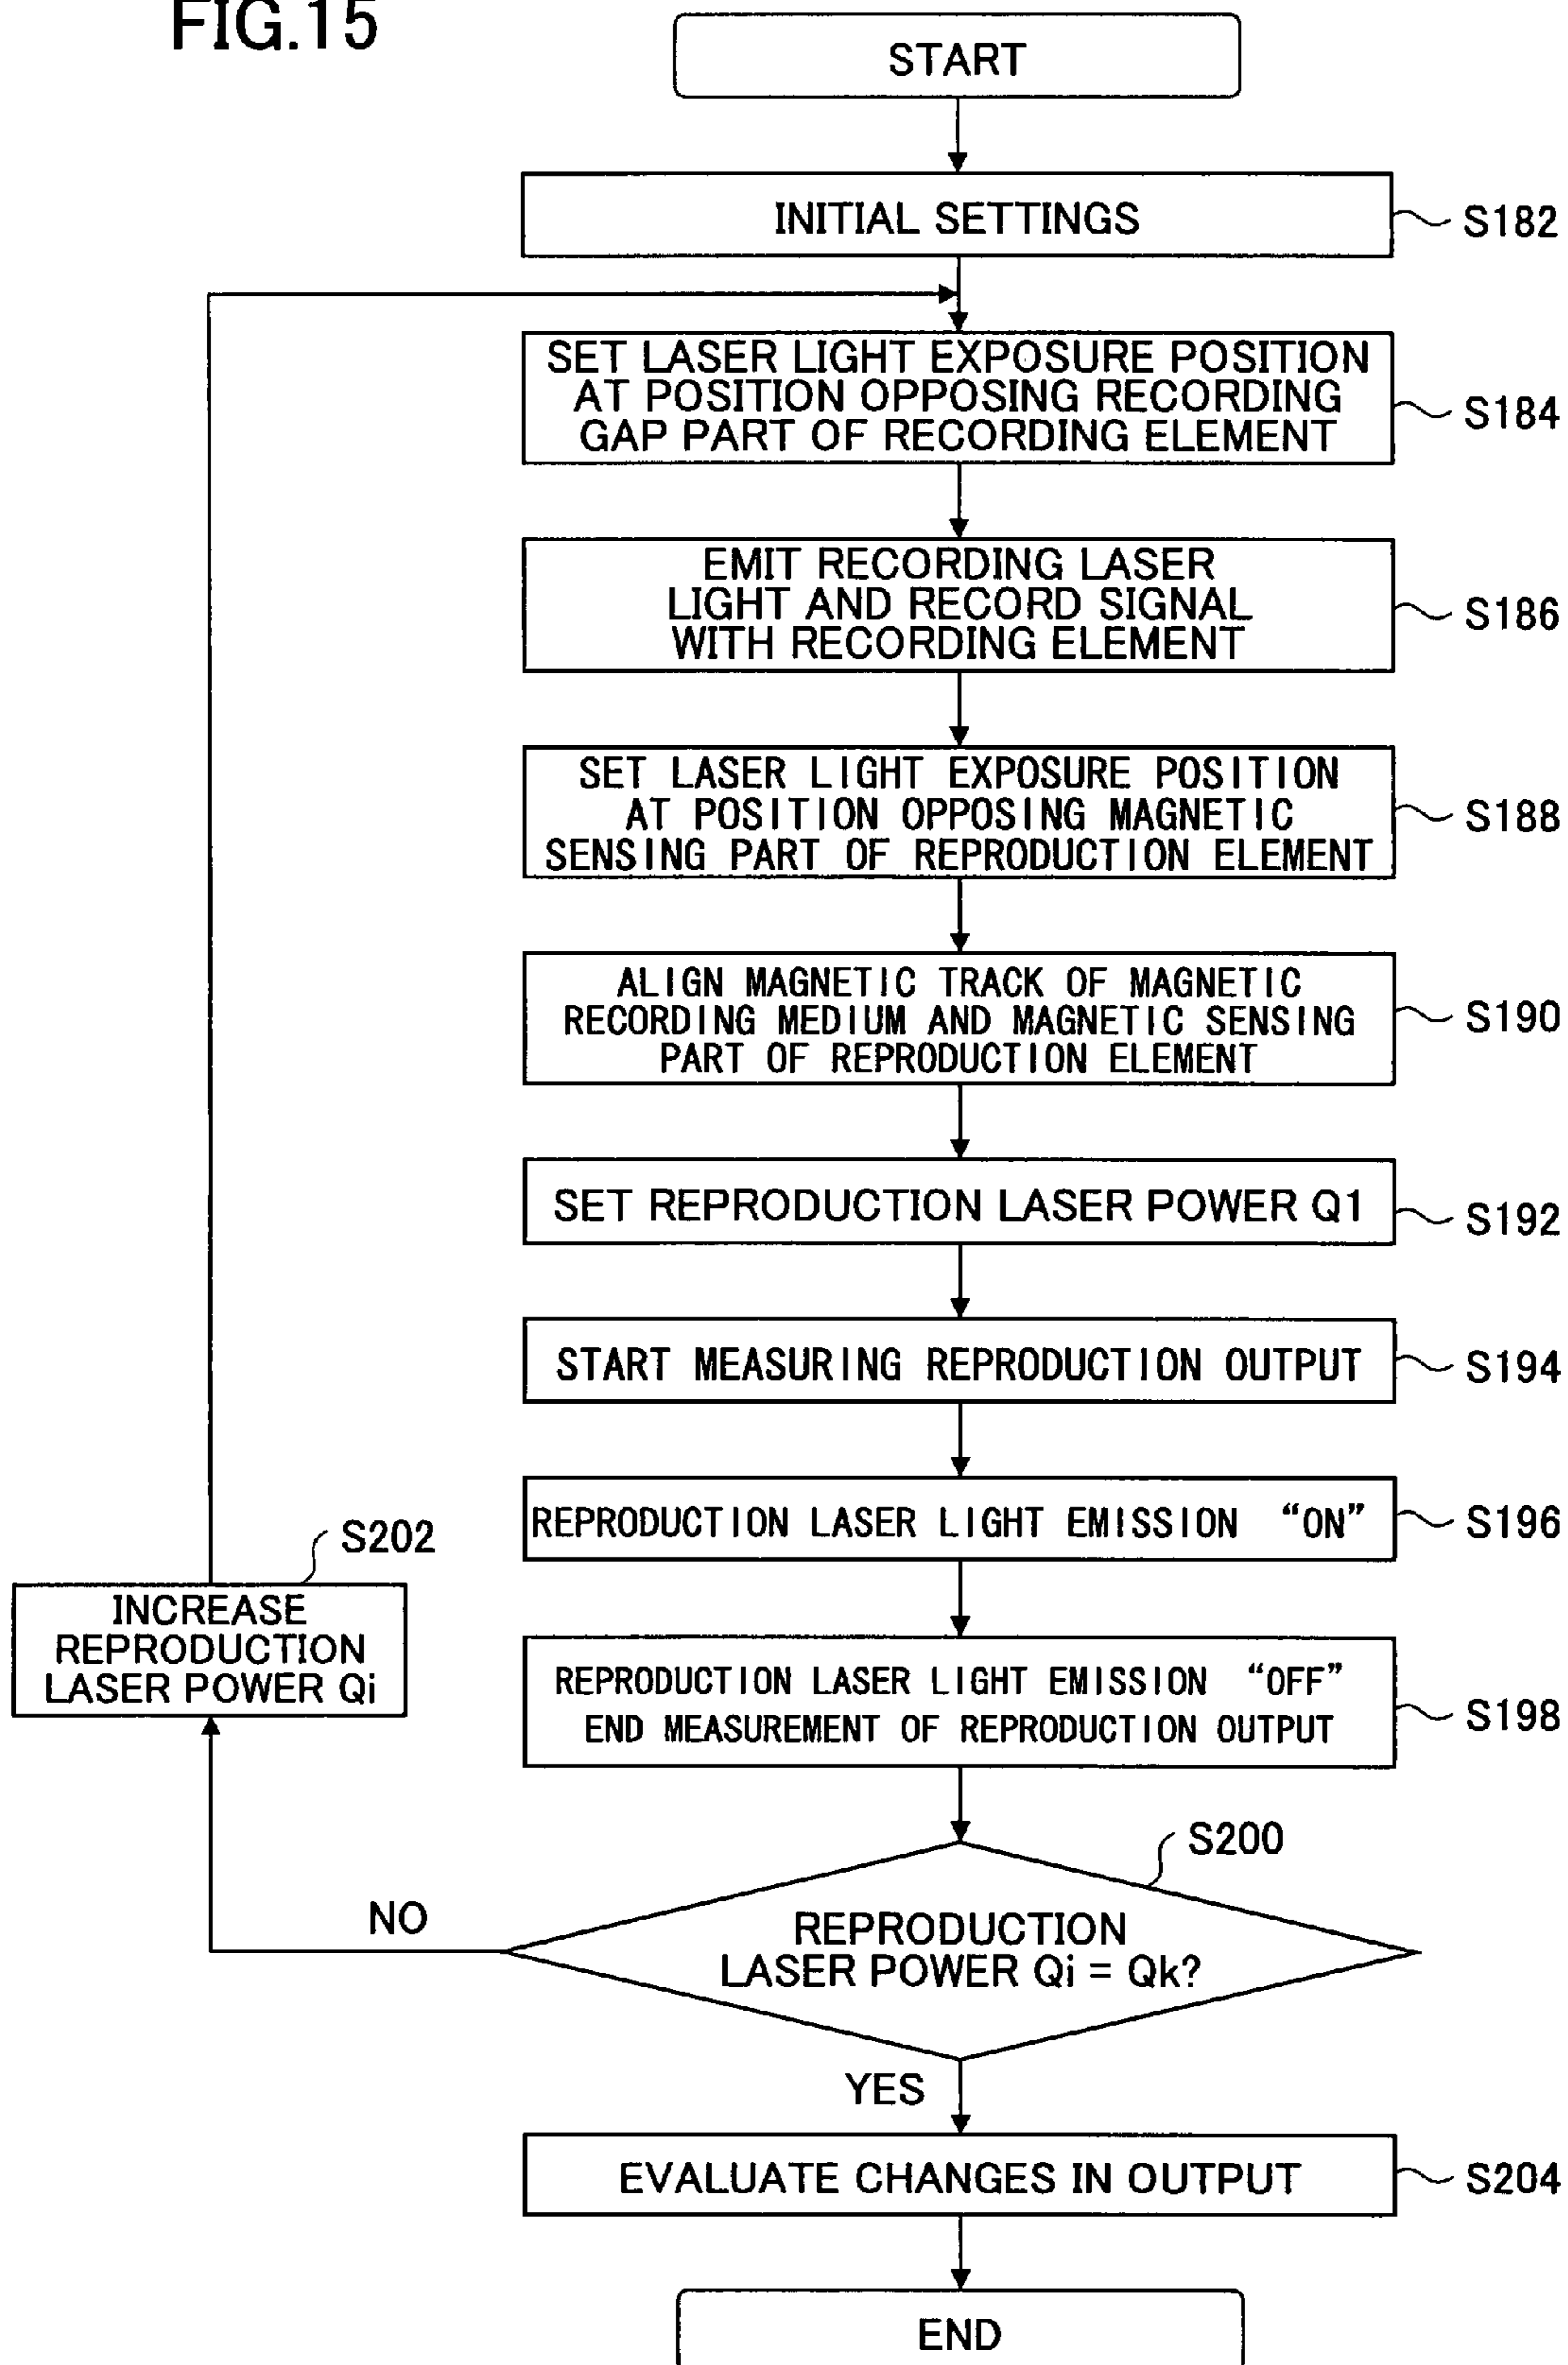 FIG.15
START
INITIAL SETTINGS
S182
SET LASER LIGHT EXPOSURE POSITION
AT POSITION OPPOSING RECORDING
GAP PART OF RECORDING ELEMENT
S184
EMIT RECORDING LASER
LIGHT AND RECORD SIGNAL
WITH RECORDING ELEMENT
S186
SET LASER LIGHT EXPOSURE POSITION
AT POSITION OPPOSING MAGNETIC
SENSING PART OF REPRODUCTION ELEMENT
S188
ALIGN MAGNETIC TRACK OF MAGNETIC
RECORDING MEDIUM AND MAGNETIC SENSING
PART OF REPRODUCTION ELEMENT
S190
SET REPRODUCTION LASER POWER Q1
S192
START MEASURING REPRODUCTION OUTPUT
S194
REPRODUCTION LASER LIGHT EMISSION “ON”
S196
S202
INCREASE
REPRODUCTION
LASER POWER Qi
REPRODUCTION LASER LIGHT EMISSION “OFF”
END MEASUREMENT OF REPRODUCTION OUTPUT
S198
S200
NO
REPRODUCTION
LASER POWER Qi = Qk?
YES
EVALUATE CHANGES IN OUTPUT
S204
END